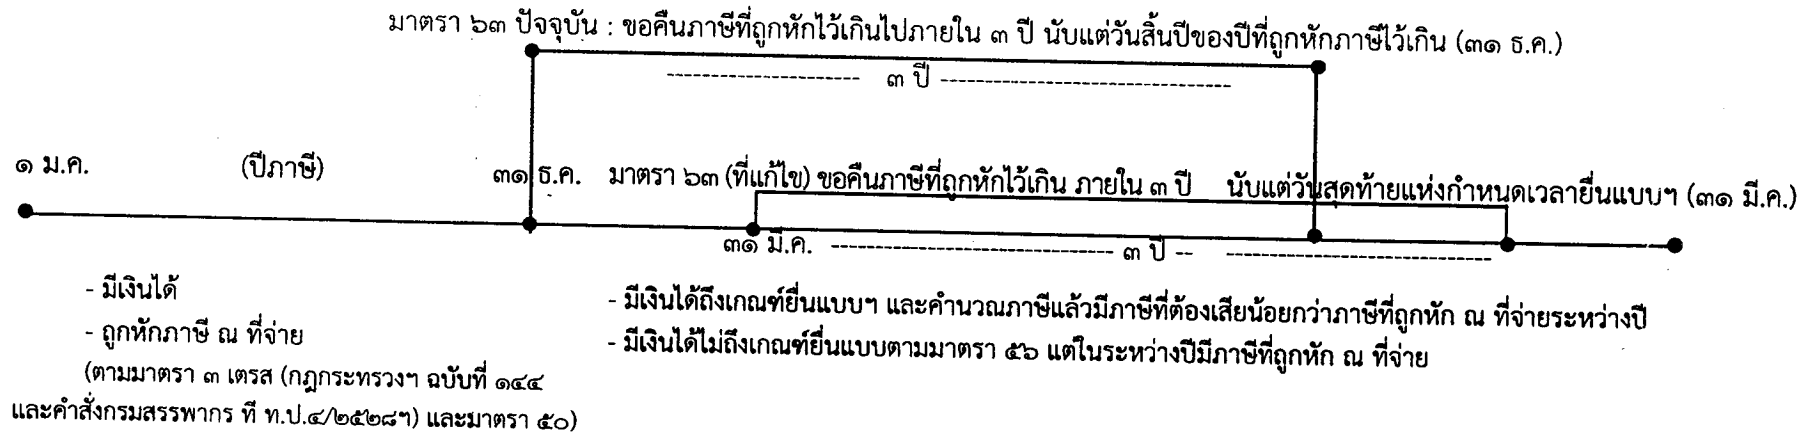 มาตรา ๖๓ ปัจจุบัน : ขอคืนภาษีที่ถูกหักไว้เกินไปภายใน ๓ ปี นับแต่วันสิ้นปีของปีที่ถูกหักภาษีไว้เกิน (๓๑ ธ.ค.)
๓ ปี
๑ ม.ค. (ปีภาษี) ๓๑ ธ.ค. มาตรา ๖๓ (ที่แก้ไข) ขอคืนภาษีที่ถูกหักไว้เกิน ภายใน ๓ ปี นับแต่วันสุดท้ายแห่งกำหนดเวลายื่นแบบฯ (๓๑ มี.ค.)
๓๑ มี.ค. ๓ ปี
- มีเงินได้
- ถูกหักภาษี ณ ที่จ่าย
(ตามมาตรา ๓ เตรส (กฎกระทรวงฯ ฉบับที่ ๑๔๔
และคำสั่งกรมสรรพากร ที่ ท.ป.๔/๒๕๒๘ฯ) และมาตรา ๕๐)
- มีเงินได้ถึงเกณฑ์ยื่นแบบฯ และคำนวณภาษีแล้วมีภาษีที่ต้องเสียน้อยกว่าภาษีที่ถูกหัก ณ ที่จ่ายระหว่างปี
- มีเงินได้ไม่ถึงเกณฑ์ยื่นแบบตามมาตรา ๕๖ แต่ในระหว่างปีมีภาษีที่ถูกหัก ณ ที่จ่าย